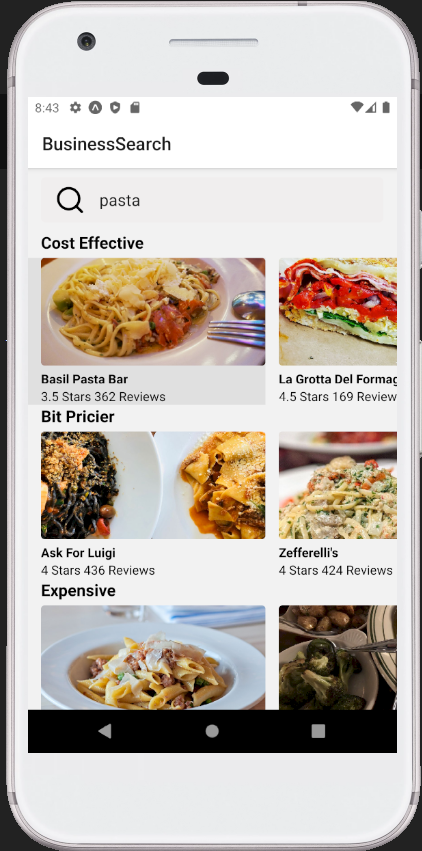 8:43
BusinessSearch
pasta
Cost Effective
Basil Pasta Bar
3.5 Stars 362 Reviews
La Grotta Del Formag
4.5 Stars 169 Review
Bit Pricier
Ask For Luigi
4 Stars 436 Reviews
Zefferelli's
4 Stars 424 Reviews
Expensive